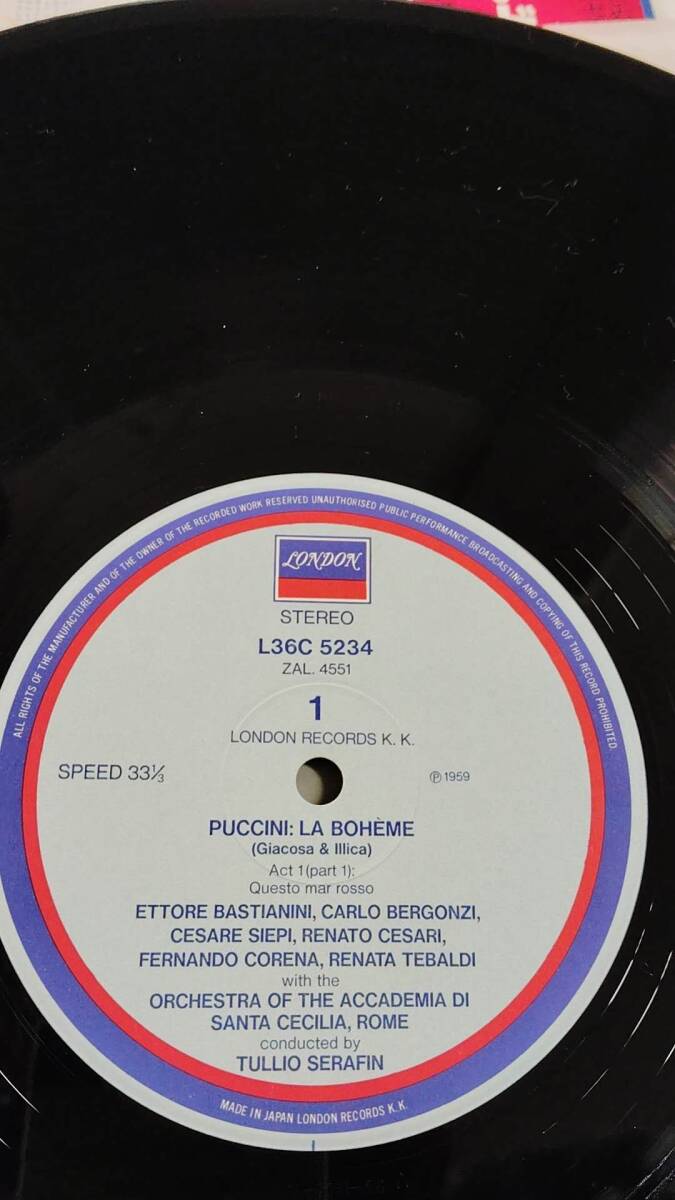 ALL RIGHTS OF THE MANUFACTURER AND OF THE OWNER OF THE RECORDED WORK RESERVED UNAUTHORISED PUBLIC PERFORMANCE BROADCASTING AND COPYING OF THIS RECORD PROHIBITED.
LONDON
STEREO
L36C 5234
ZAL. 4551
1
LONDON RECORDS K. K.
SPEED 33⅓
℗ 1959
PUCCINI: LA BOHÈME
(Giacosa & Illica)
Act 1 (part 1):
Questo mar rosso
ETTORE BASTIANINI, CARLO BERGONZI,
CESARE SIEPI, RENATO CESARI,
FERNANDO CORENA, RENATA TEBALDI
with the
ORCHESTRA OF THE ACCADEMIA DI
SANTA CECILIA, ROME
conducted by
TULLIO SERAFIN
MADE IN JAPAN LONDON RECORDS K. K.